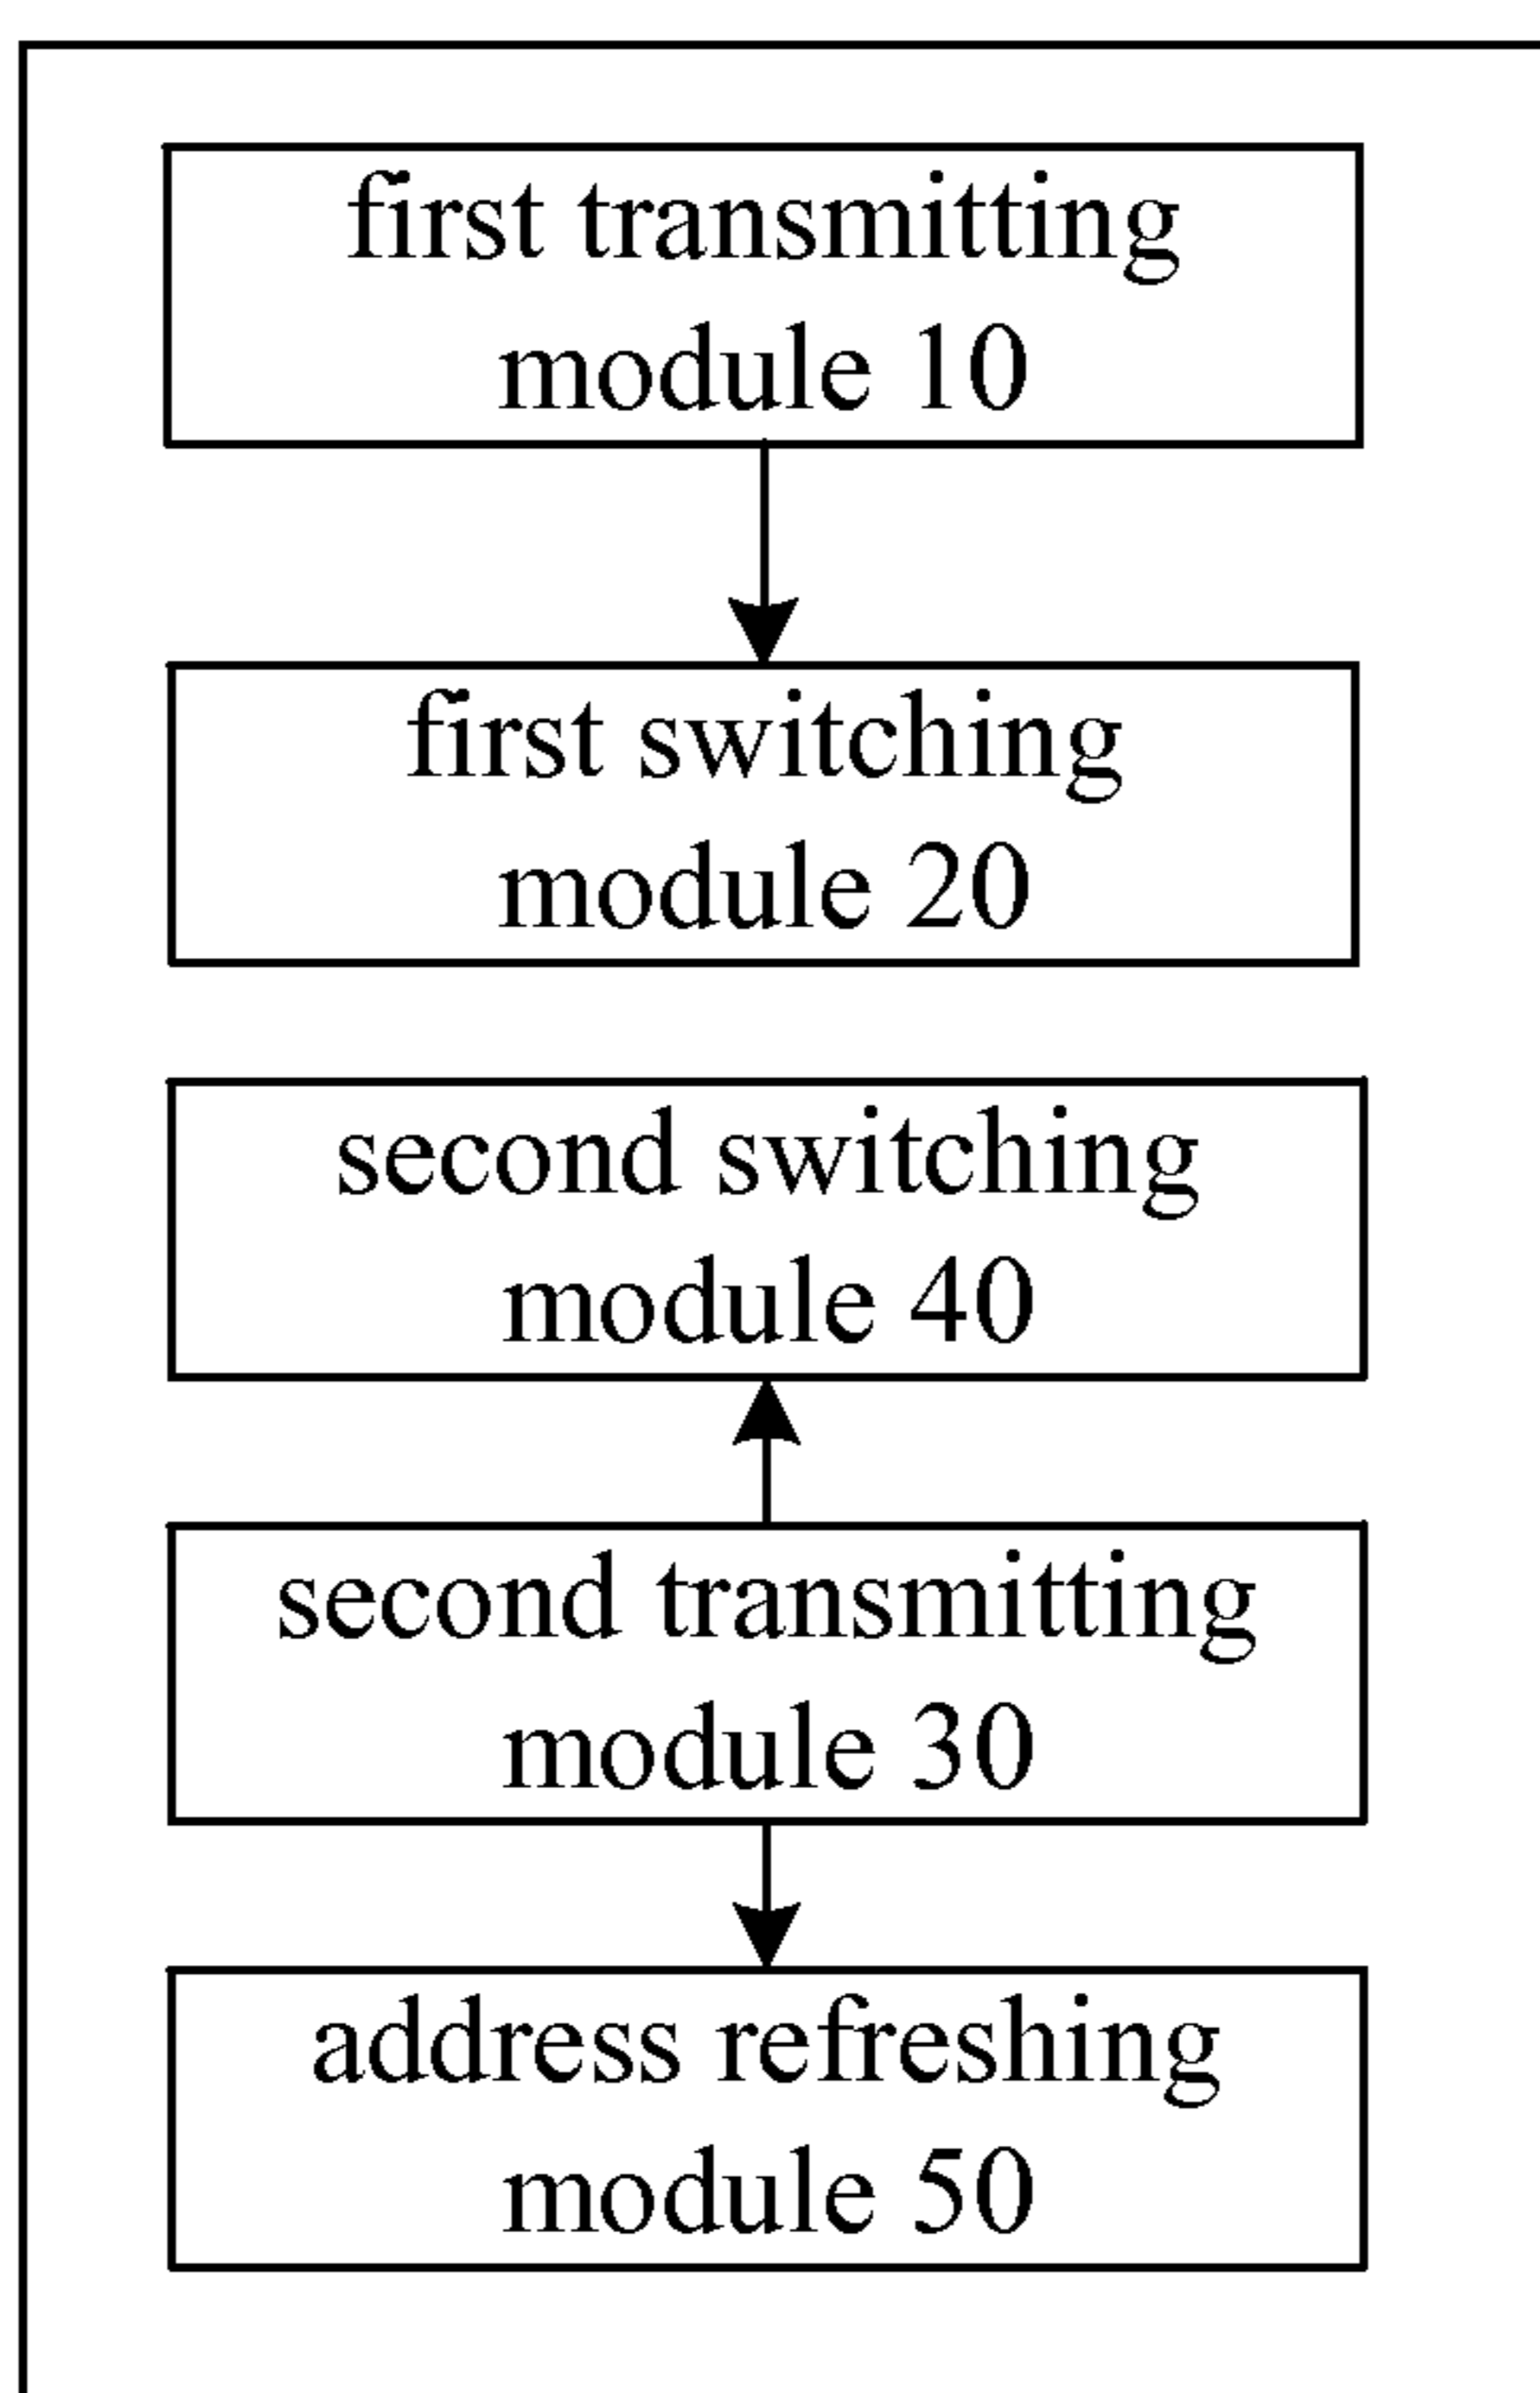 first transmitting
module 10
first switching
module 20
second switching
module 40
second transmitting
module 30
address refreshing
module 50